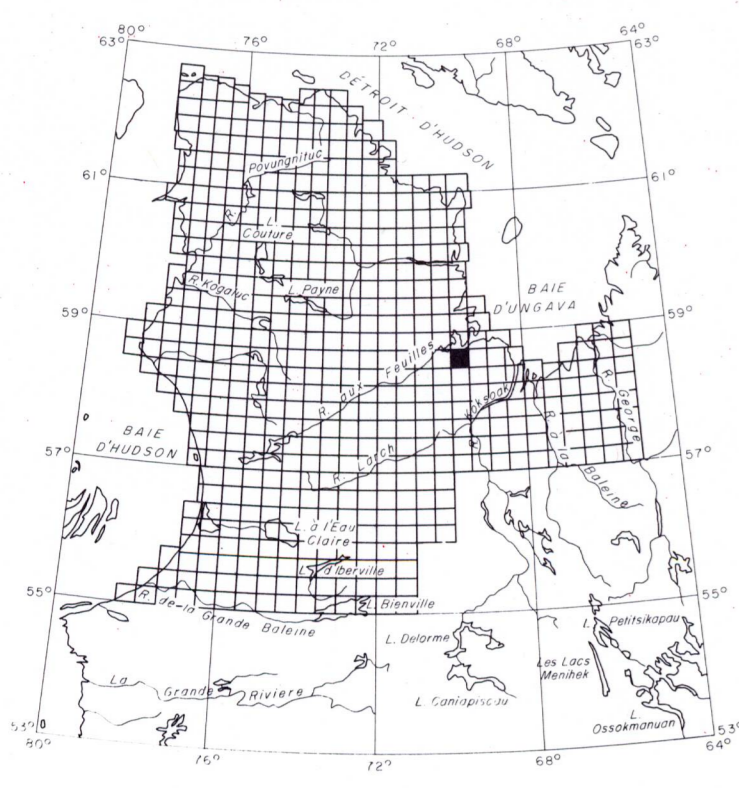 80°
63°
76°
72°
68°
64°
63°
DÉTROIT D'HUDSON
61°
61°
R. Povungnituc
L.
Couture
L. Payne
R. Kogaluc
BAIE
D'UNGAVA
59°
59°
R. aux Feuilles
Koksoak
R.
R. à la Baleine
R. George
R. Larch
BAIE
D'HUDSON
57°
57°
L. à l'Eau
Claire
L. d'Iberville
L. Bienville
55°
55°
R. de-la Grande Baleine
L. Delorme
L. Petitsikapau
Les Lacs
Menihek
La Grande Riviere
L. Caniapiscau
L.
Ossokmanuan
53°
80°
76°
72°
68°
53°
64°